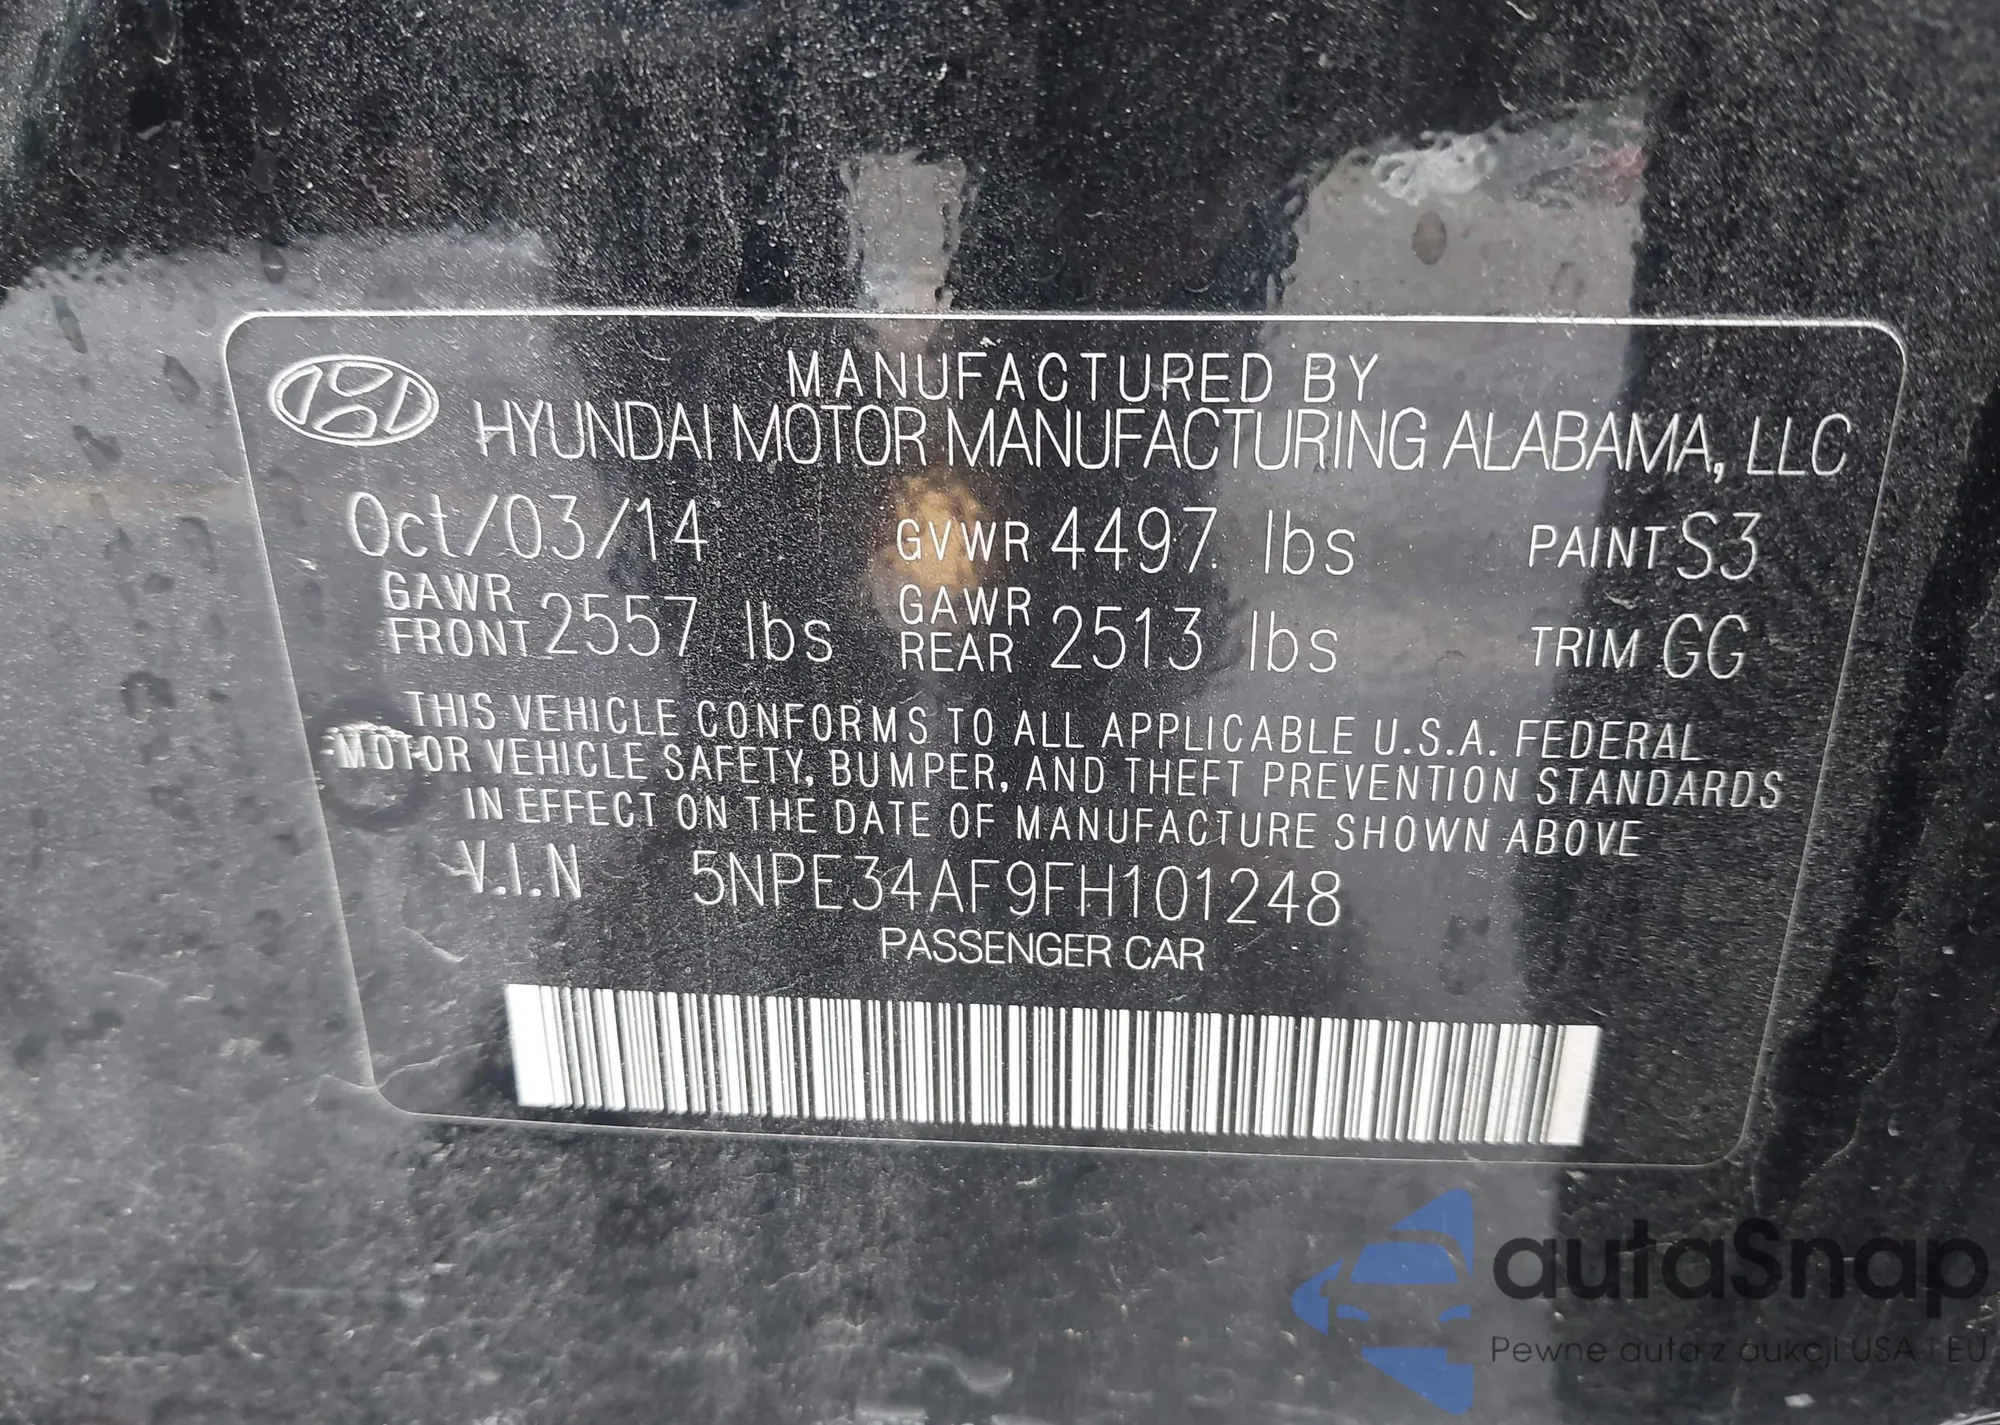 MANUFACTURED BY
HYUNDAI MOTOR MANUFACTURING ALABAMA, LLC
Oct/03/14 GVWR 4497 lbs PAINT S3
GAWR FRONT 2557 lbs GAWR REAR 2513 lbs TRIM GG
THIS VEHICLE CONFORMS TO ALL APPLICABLE U.S.A. FEDERAL
MOTOR VEHICLE SAFETY, BUMPER, AND THEFT PREVENTION STANDARDS
IN EFFECT ON THE DATE OF MANUFACTURE SHOWN ABOVE
V.I.N 5NPE34AF9FH101248
PASSENGER CAR
autaSnap
Pewne auta z aukcji USA i EU